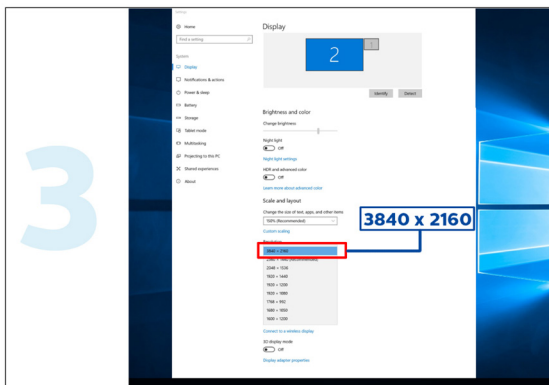 3
Settings
Home
Find a setting
System
Display
Notifications & actions
Power & sleep
Battery
Storage
Tablet mode
Multitasking
Projecting to this PC
Shared experiences
About
Display
2
1
Identify
Detect
Brightness and color
Change brightness
Night light
Off
Night light settings
HDR and advanced color
Off
Learn more about advanced color
Scale and layout
Change the size of text, apps, and other items
Custom scaling
Resolution
3840 × 2160
3840 x 2160
2048 × 1536
1920 × 1440
1920 × 1200
1920 × 1080
1680 × 1050
1600 × 1200
Connect to a wireless display
3D display mode
Off
Display adapter properties